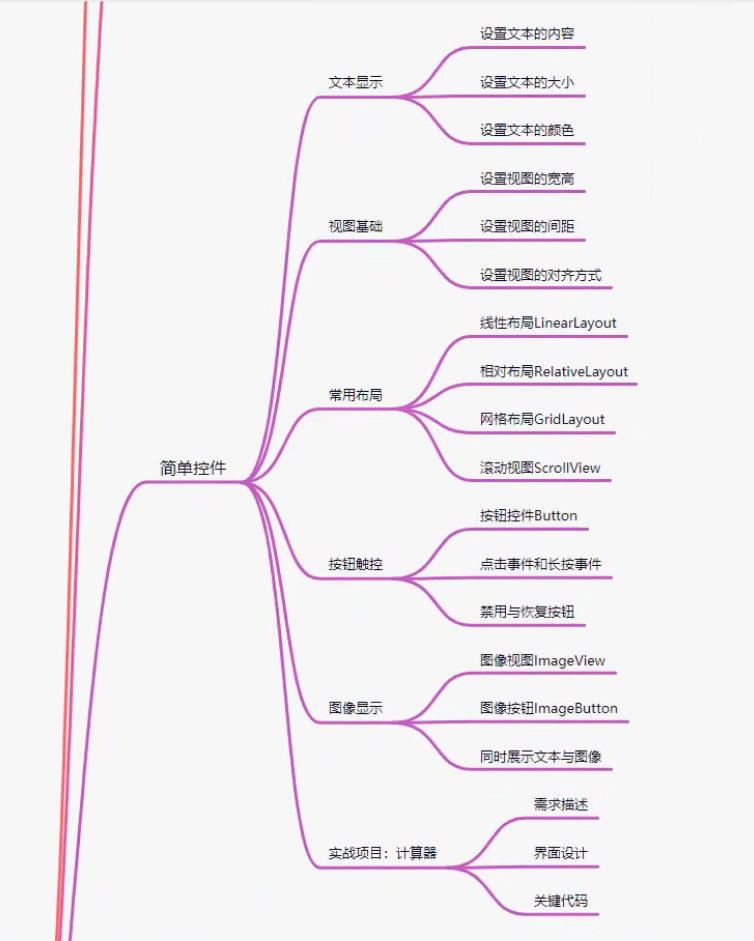 设置文本的内容
文本显示
设置文本的大小
设置文本的颜色
设置视图的宽高
视图基础
设置视图的间距
设置视图的对齐方式
线性布局LinearLayout
相对布局RelativeLayout
常用布局
网格布局GridLayout
滚动视图ScrollView
简单控件
按钮控件Button
按钮触控
点击事件和长按事件
禁用与恢复按钮
图像视图ImageView
图像显示
图像按钮ImageButton
同时展示文本与图像
需求描述
实战项目：计算器
界面设计
关键代码